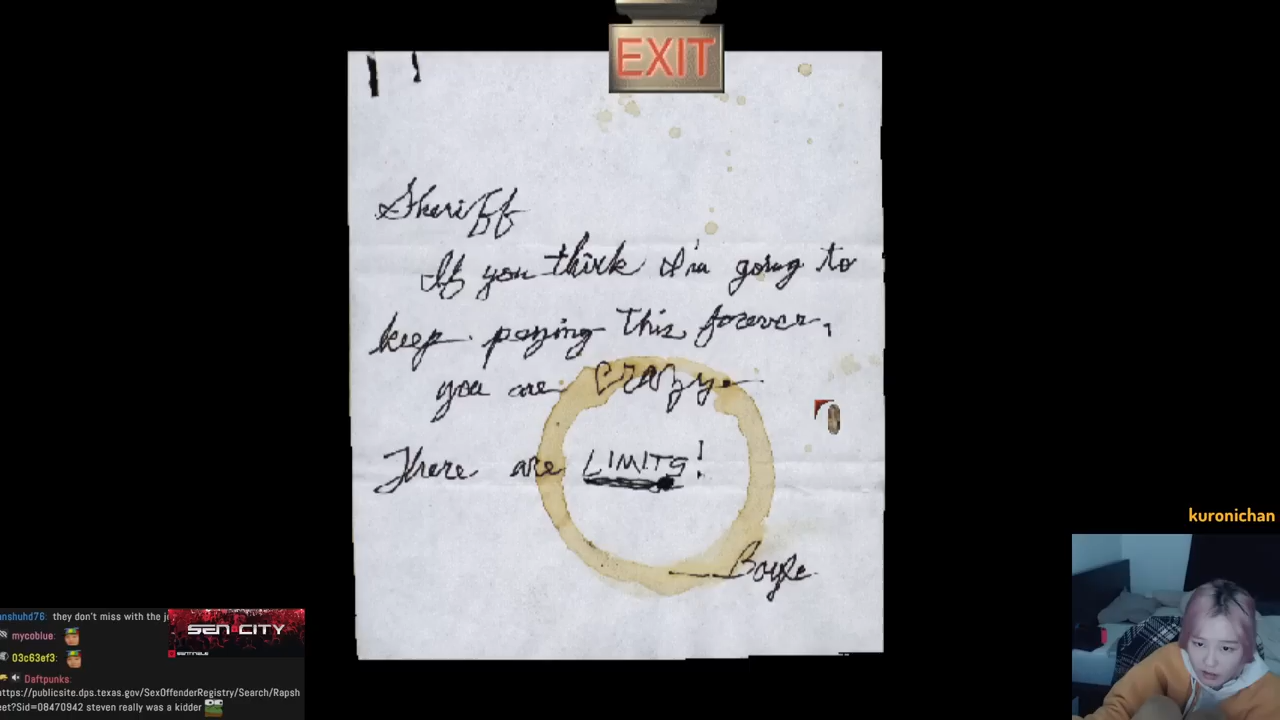 EXIT
Sheriff
If you think I'm going to
keep paying this forever,
you are crazy.
There are LIMITS!
—Boyle
kuronichan
anshuhd76: they don't miss with the j
SEN CITY
SENTINELS
mycoblue:
03c63ef3:
Daftpunks:
https://publicsite.dps.texas.gov/SexOffenderRegistry/Search/Rapsh
eet?Sid=08470942 steven really was a kidder